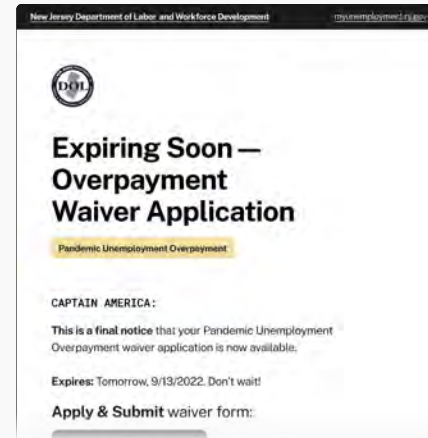 New Jersey Department of Labor and Workforce Development
myunemployment.nj.gov
DOL
Expiring Soon —
Overpayment
Waiver Application
Pandemic Unemployment Overpayment
CAPTAIN AMERICA:
This is a final notice that your Pandemic Unemployment
Overpayment waiver application is now available.
Expires: Tomorrow, 9/13/2022. Don't wait!
Apply & Submit waiver form: